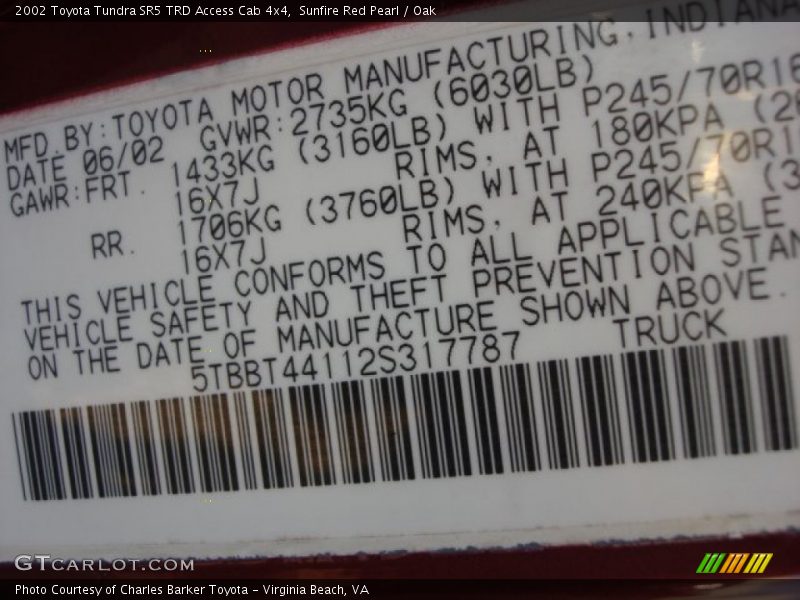 2002 Toyota Tundra SR5 TRD Access Cab 4x4, Sunfire Red Pearl / Oak
MFD BY:TOYOTA MOTOR MANUFACTURING,INDIANA
DATE 06/02 GVWR:2735KG (6030LB)
GAWR:FRT. 1433KG (3160LB) WITH P245/70R16
16X7J RIMS, AT 180KPA (26
RR. 1706KG (3760LB) WITH P245/70R1
16X7J RIMS, AT 240KPA (3
THIS VEHICLE CONFORMS TO ALL APPLICABLE
VEHICLE SAFETY AND THEFT PREVENTION STAN
ON THE DATE OF MANUFACTURE SHOWN ABOVE.
5TBBT44112S317787 TRUCK
GTCARLOT.COM
Photo Courtesy of Charles Barker Toyota - Virginia Beach, VA